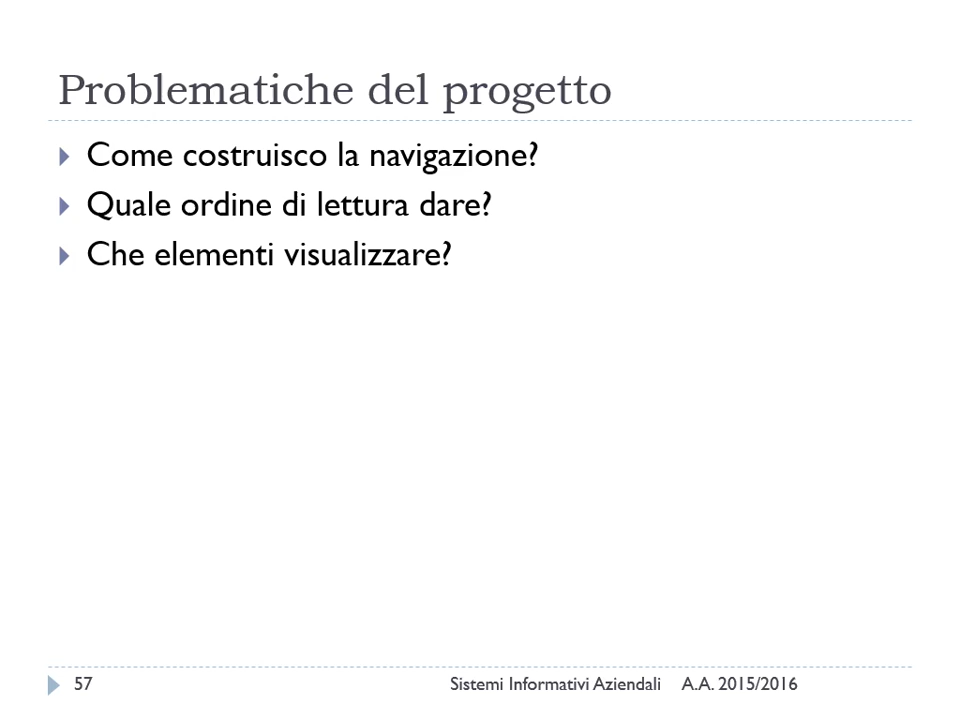 Problematiche del progetto
Come costruisco la navigazione?
Quale ordine di lettura dare?
Che elementi visualizzare?
57 Sistemi Informativi Aziendali A.A. 2015/2016